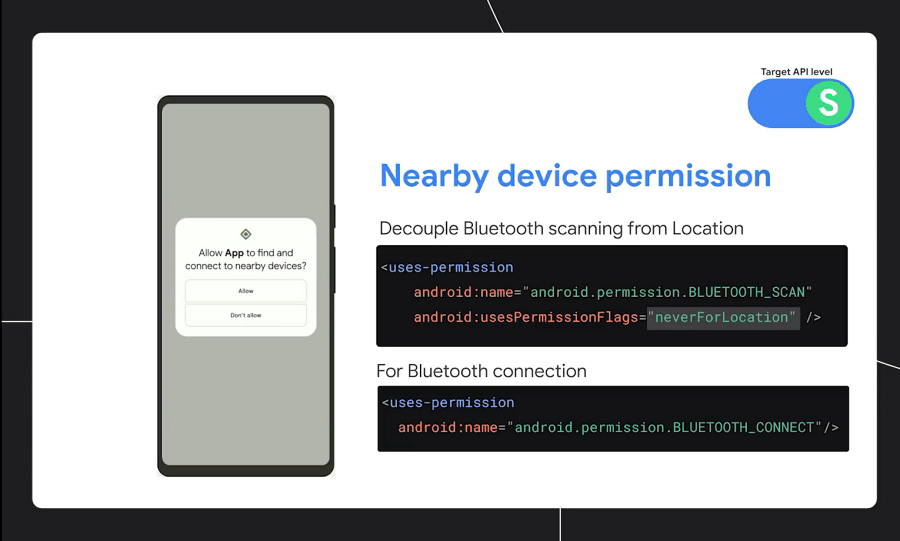 Target API level
S
Nearby device permission
Decouple Bluetooth scanning from Location
<uses-permission
android:name="android.permission.BLUETOOTH_SCAN"
android:usesPermissionFlags="neverForLocation" />
For Bluetooth connection
<uses-permission
android:name="android.permission.BLUETOOTH_CONNECT"/>
Allow App to find and
connect to nearby devices?
Allow
Don't allow